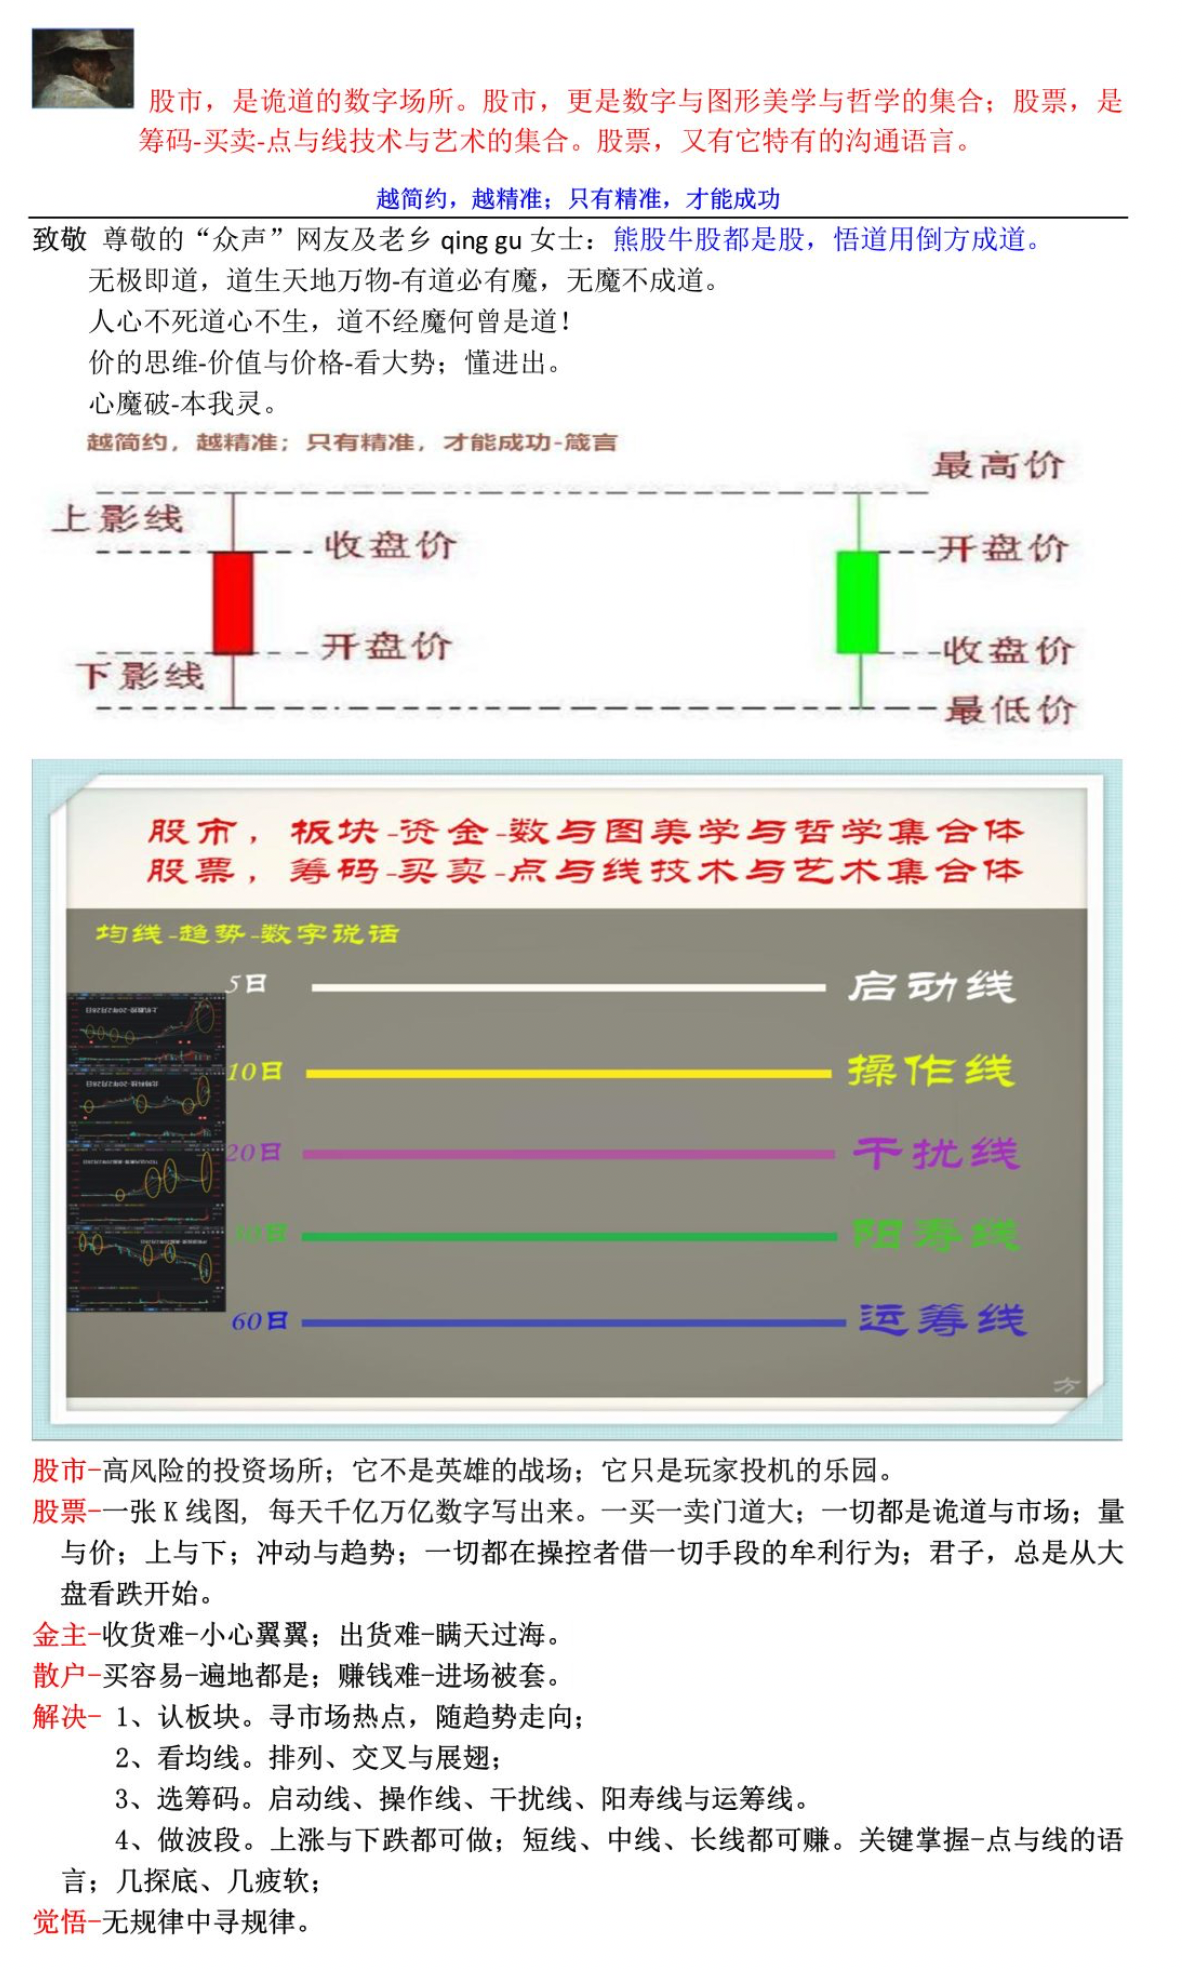 股市，是诡道的数字场所。股市，更是数字与图形美学与哲学的集合；股票，是
筹码-买卖-点与线技术与艺术的集合。股票，又有它特有的沟通语言。
越简约，越精准；只有精准，才能成功
致敬 尊敬的“众声”网友及老乡 qing gu 女士：熊股牛股都是股，悟道用倒方成道。
无极即道，道生天地万物-有道必有魔，无魔不成道。
人心不死道心不生，道不经魔何曾是道！
价的思维-价值与价格-看大势；懂进出。
心魔破-本我灵。
越简约，越精准；只有精准，才能成功-箴言
最高价
上影线
收盘价
开盘价
开盘价
收盘价
下影线
最低价
股市，板块-资金-数与图美学与哲学集合体
股票，筹码-买卖-点与线技术与艺术集合体
均线-趋势-数字说话
5日 启动线
10日 操作线
20日 干扰线
30日 阳寿线
60日 运筹线
方
股市-高风险的投资场所；它不是英雄的战场；它只是玩家投机的乐园。
股票-一张 K 线图，每天千亿万亿数字写出来。一买一卖门道大；一切都是诡道与市场；量
与价；上与下；冲动与趋势；一切都在操控者借一切手段的牟利行为；君子，总是从大
盘看跌开始。
金主-收货难-小心翼翼；出货难-瞒天过海。
散户-买容易-遍地都是；赚钱难-进场被套。
解决- 1、认板块。寻市场热点，随趋势走向；
2、看均线。排列、交叉与展翅；
3、选筹码。启动线、操作线、干扰线、阳寿线与运筹线。
4、做波段。上涨与下跌都可做；短线、中线、长线都可赚。关键掌握-点与线的语
言；几探底、几疲软；
觉悟-无规律中寻规律。